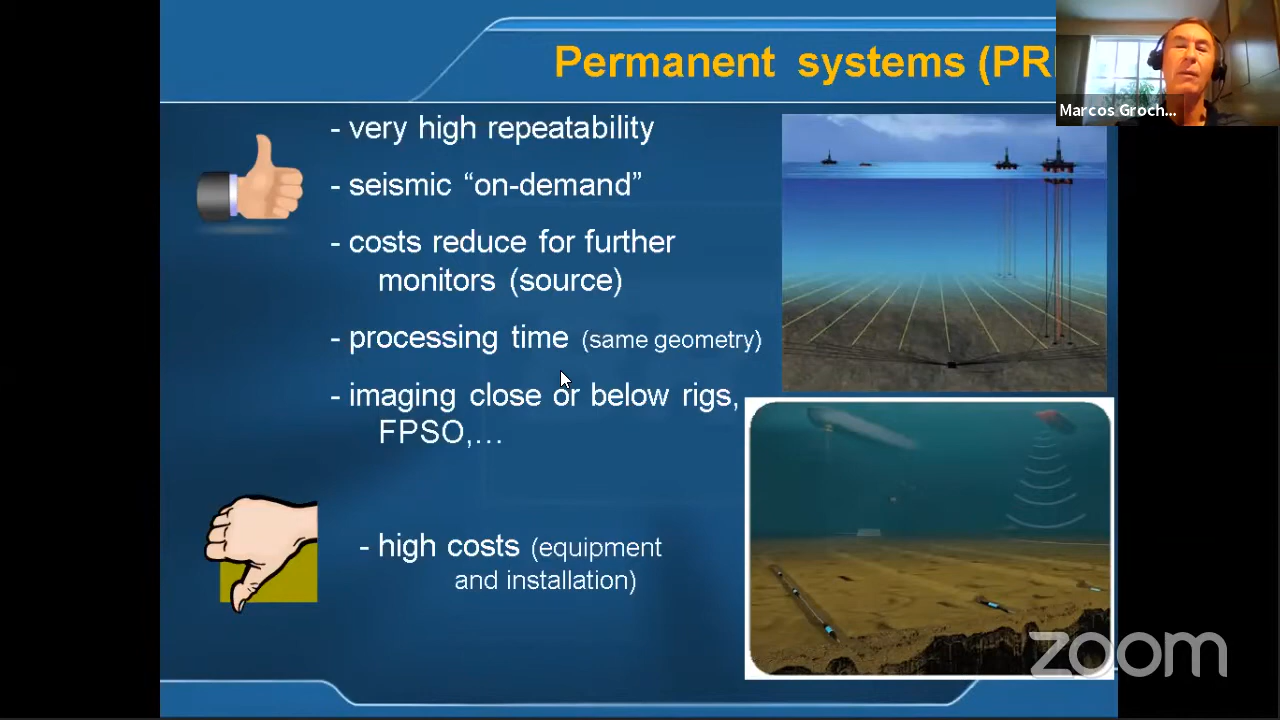 Permanent systems (PR
Marcos Groch...
- very high repeatability
- seismic “on-demand”
- costs reduce for further
monitors (source)
- processing time (same geometry)
- imaging close or below rigs,
FPSO,...
- high costs (equipment
and installation)
zoom